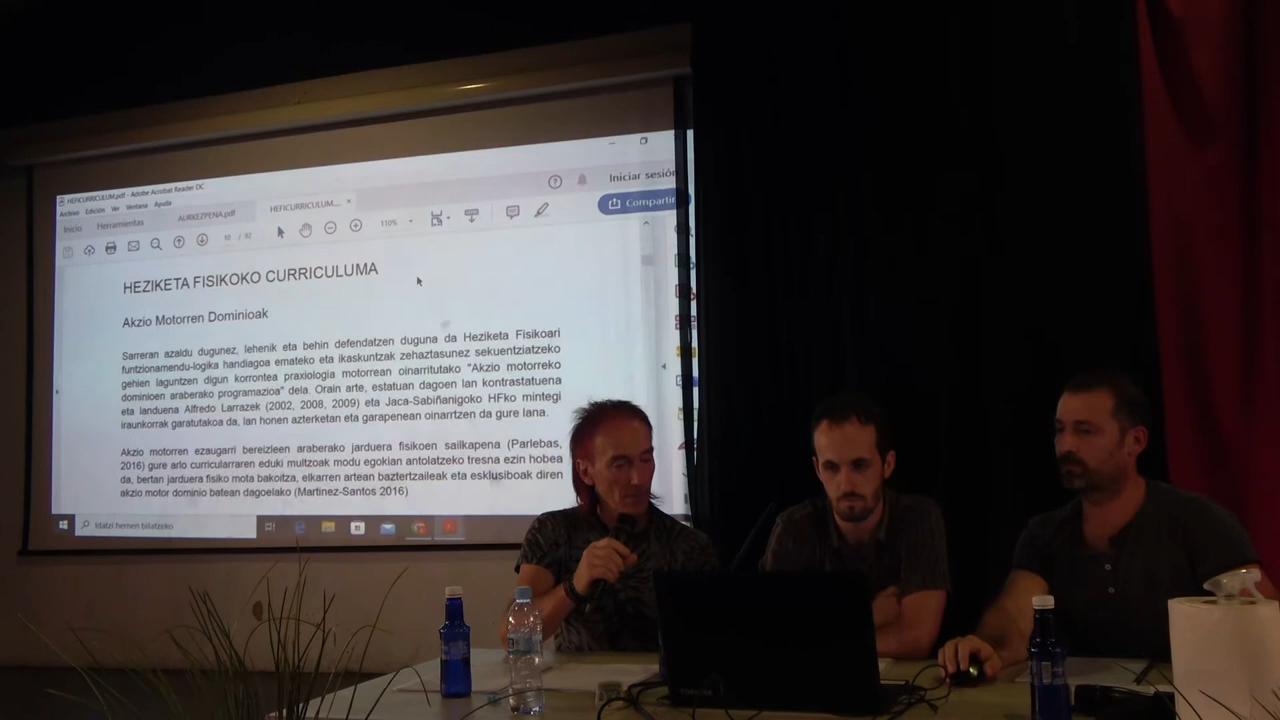 HEFICURRICULUM.pdf - Adobe Acrobat Reader DC
Archivo Edición Ver Ventana Ayuda
Inicio Herramientas AURKEZPENA.pdf HEFICURRICULUM.... ×
Iniciar sesión
Compartir
10 / 92 110%
HEZIKETA FISIKOKO CURRICULUMA
Akzio Motorren Dominioak
Sarreran azaldu dugunez, lehenik eta behin defendatzen duguna da Heziketa Fisikoari
funtzionamendu-logika handiagoa emateko eta ikaskuntzak zehaztasunez sekuentziatzeko
gehien laguntzen digun korrontea praxiologia motorrean oinarritutako "Akzio motorreko
dominioen araberako programazioa" dela. Orain arte, estatuan dagoen lan kontrastatuena
eta landuena Alfredo Larrazek (2002, 2008, 2009) eta Jaca-Sabiñanigoko HFko mintegi
iraunkorrak garatutakoa da, lan honen azterketan eta garapenean oinarritzen da gure lana.
Akzio motorren ezaugarri bereizleen araberako jarduera fisikoen sailkapena (Parlebas,
2016) gure arlo curricularraren eduki multzoak modu egokian antolatzeko tresna ezin hobea
da, bertan jarduera fisiko mota bakoitza, elkarren artean baztertzaileak eta esklusiboak diren
akzio motor dominio batean dagoelako (Martinez-Santos 2016)
Idatzi hemen bilatzeko
TOSHIBA